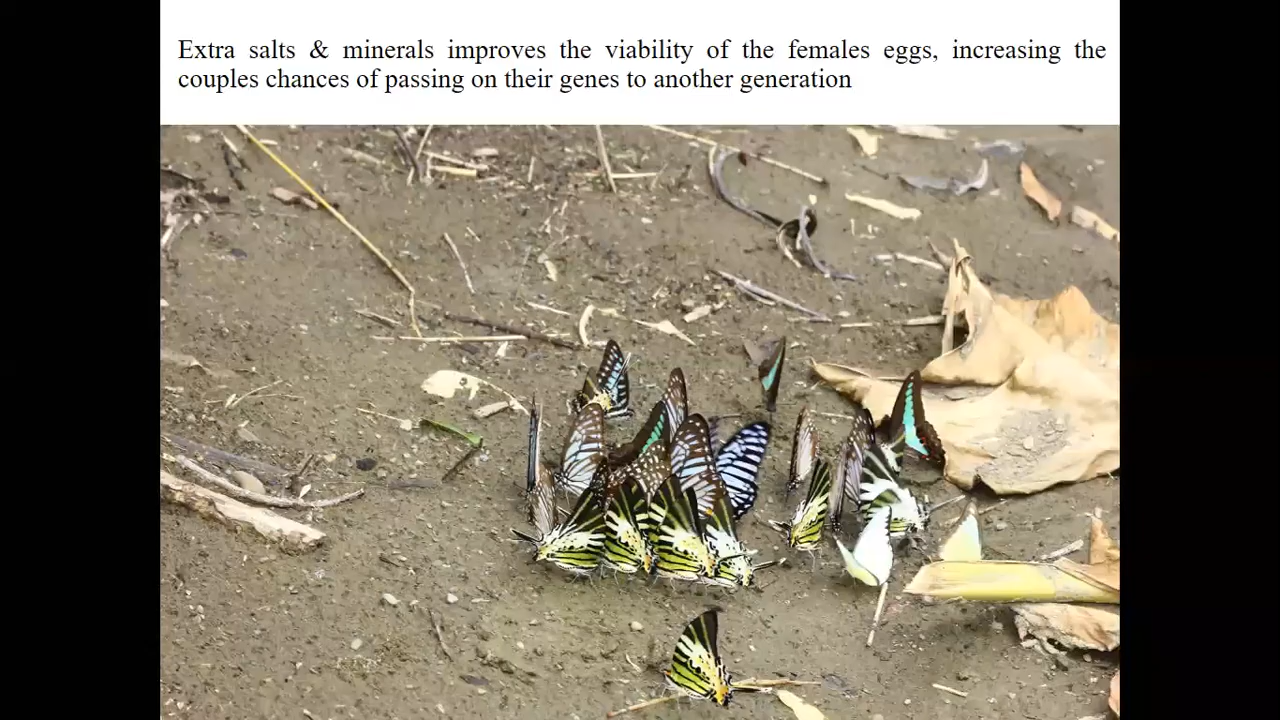 Extra salts & minerals improves the viability of the females eggs, increasing the
couples chances of passing on their genes to another generation